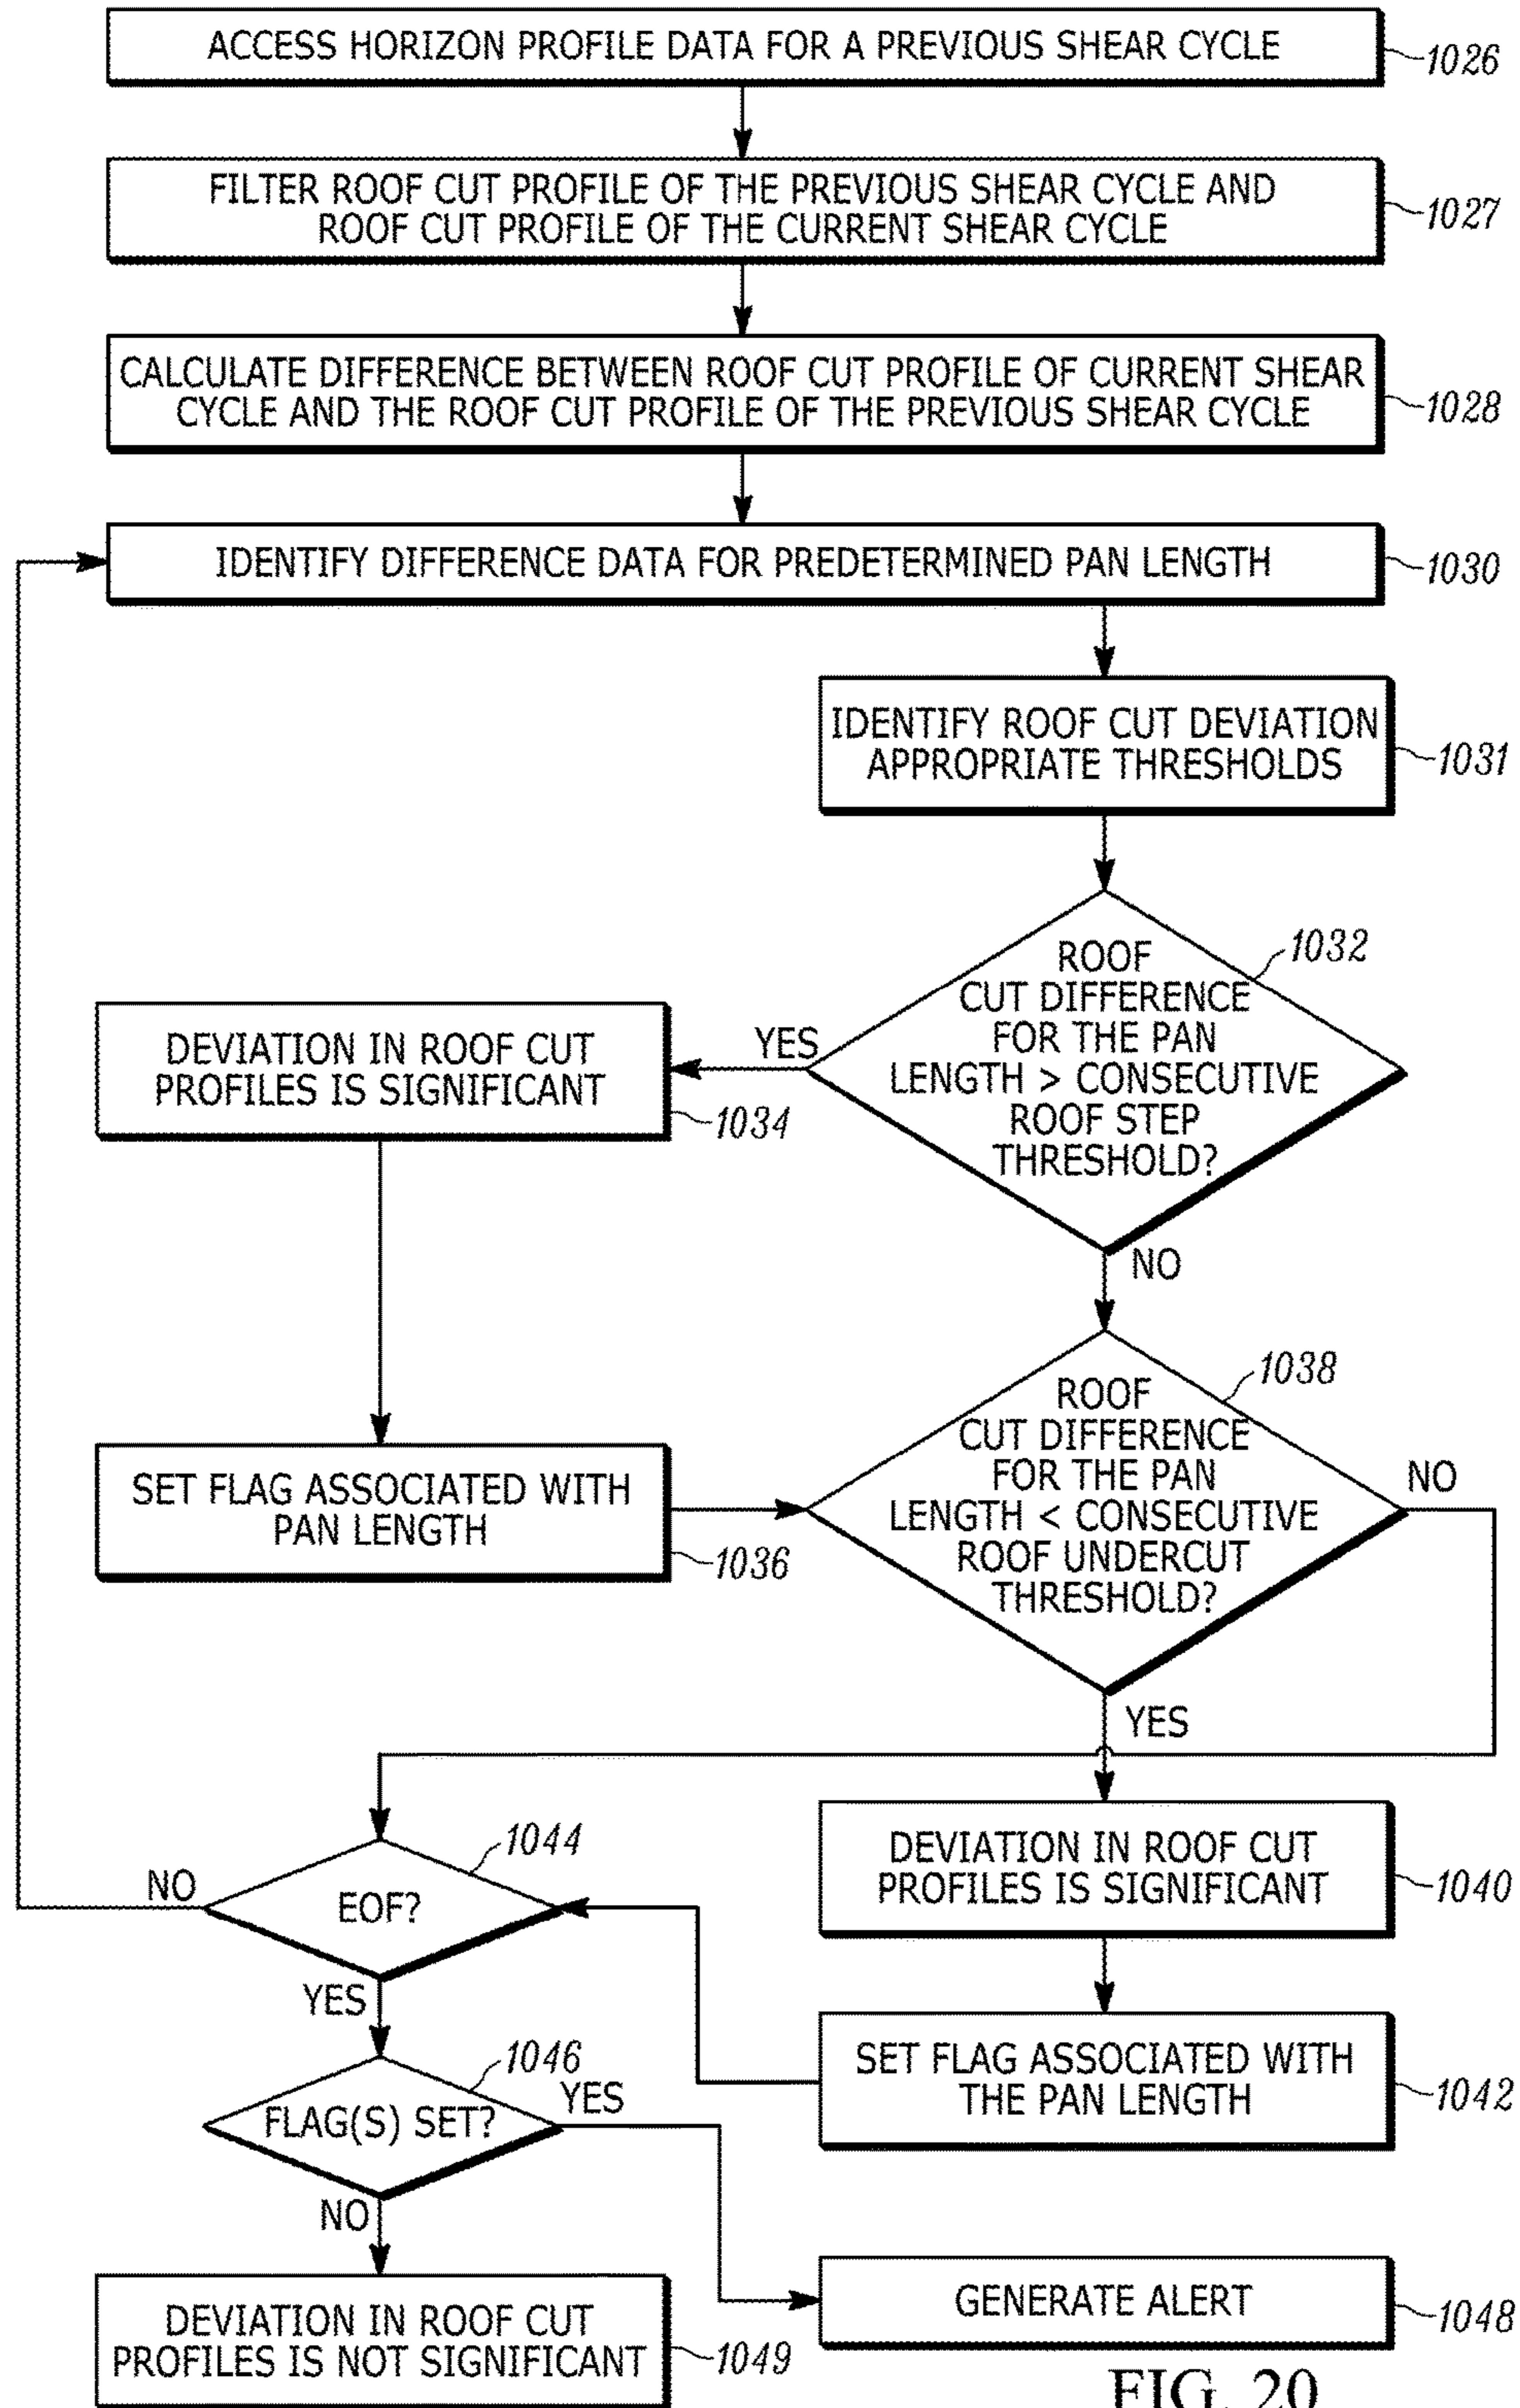 ACCESS HORIZON PROFILE DATA FOR A PREVIOUS SHEAR CYCLE
1026
FILTER ROOF CUT PROFILE OF THE PREVIOUS SHEAR CYCLE AND
ROOF CUT PROFILE OF THE CURRENT SHEAR CYCLE
1027
CALCULATE DIFFERENCE BETWEEN ROOF CUT PROFILE OF CURRENT SHEAR
CYCLE AND THE ROOF CUT PROFILE OF THE PREVIOUS SHEAR CYCLE
1028
IDENTIFY DIFFERENCE DATA FOR PREDETERMINED PAN LENGTH
1030
IDENTIFY ROOF CUT DEVIATION
APPROPRIATE THRESHOLDS
1031
ROOF
CUT DIFFERENCE
FOR THE PAN
LENGTH > CONSECUTIVE
ROOF STEP
THRESHOLD?
1032
YES
NO
DEVIATION IN ROOF CUT
PROFILES IS SIGNIFICANT
1034
SET FLAG ASSOCIATED WITH
PAN LENGTH
1036
ROOF
CUT DIFFERENCE
FOR THE PAN
LENGTH < CONSECUTIVE
ROOF UNDERCUT
THRESHOLD?
1038
NO
YES
DEVIATION IN ROOF CUT
PROFILES IS SIGNIFICANT
1040
SET FLAG ASSOCIATED WITH
THE PAN LENGTH
1042
EOF?
1044
NO
YES
FLAG(S) SET?
1046
YES
NO
GENERATE ALERT
1048
DEVIATION IN ROOF CUT
PROFILES IS NOT SIGNIFICANT
1049
FIG. 20